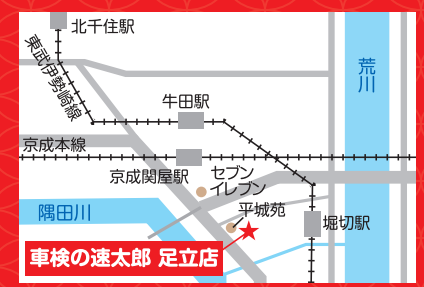 北千住駅
東武伊勢崎線
荒川
牛田駅
京成本線
京成関屋駅
セブン
イレブン
平城苑
隅田川
堀切駅
車検の速太郎 足立店